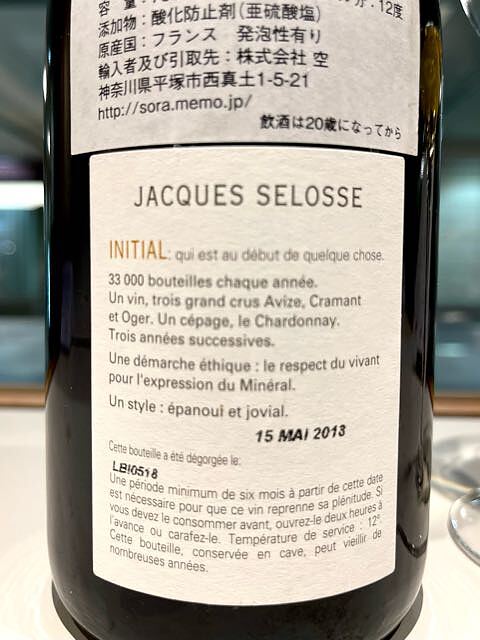 容 量：
12度
添加物：酸化防止剤（亜硫酸塩）
原産国：フランス 発泡性有り
輸入者及び引取先：株式会社 空
神奈川県平塚市西真土1-5-21
http://sora.memo.jp/
飲酒は20歳になってから
JACQUES SELOSSE
INITIAL: qui est au début de quelque chose.
33 000 bouteilles chaque année.
Un vin, trois grand crus Avize, Cramant
et Oger. Un cépage, le Chardonnay.
Trois années successives.
Une démarche éthique : le respect du vivant
pour l'expression du Minéral.
Un style : épanoui et jovial.
15 MAI 2013
Cette bouteille a été dégorgée le:
LBI0518
Une période minimum de six mois à partir de cette date
est nécessaire pour que ce vin reprenne sa plénitude. Si
vous devez le consommer avant, ouvrez-le deux heures à
l'avance ou carafez-le. Température de service : 12°.
Cette bouteille, conservée en cave, peut vieillir de
nombreuses années.